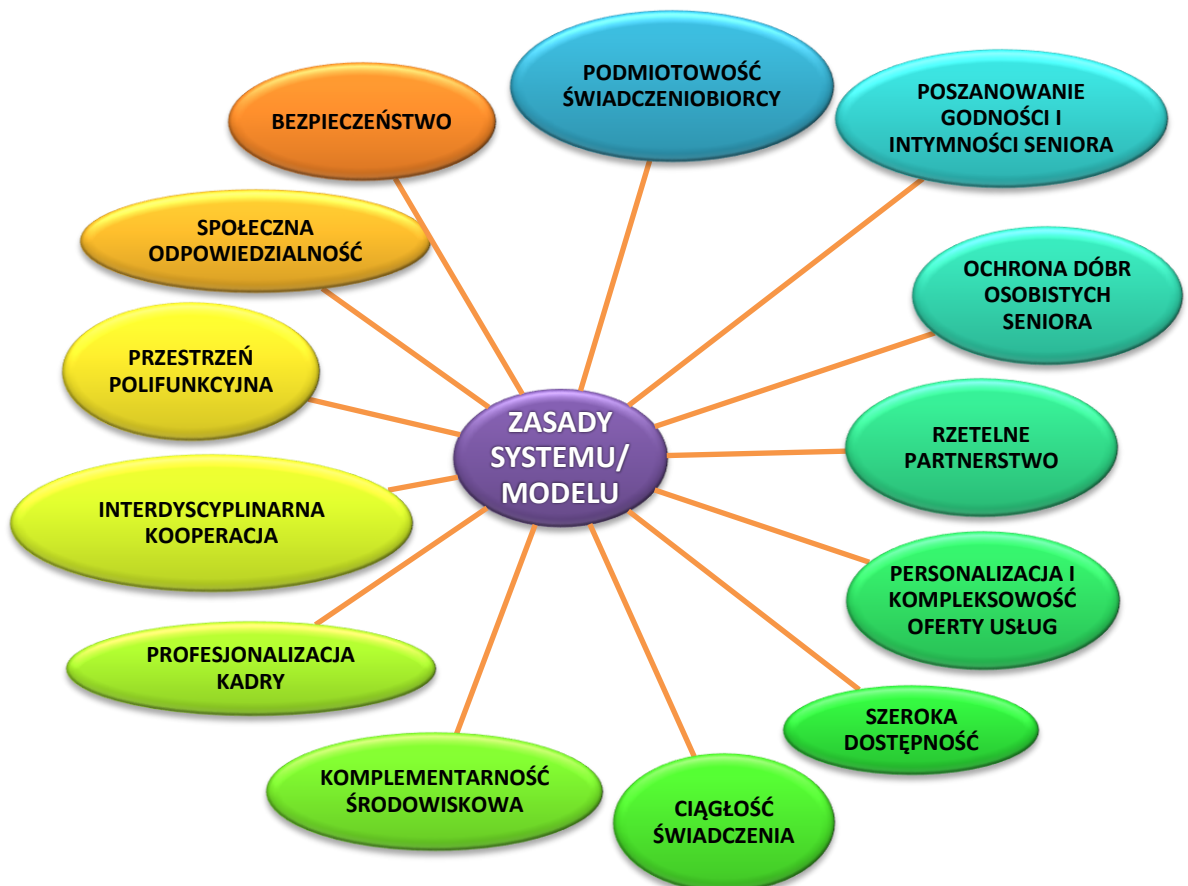 PODMIOTOWOŚĆ
ŚWIADCZENIOBIORCY
POSZANOWANIE
GODNOŚCI I
INTYMNOŚCI SENIORA
OCHRONA DÓBR
OSOBISTYCH
SENIORA
RZETELNE
PARTNERSTWO
PERSONALIZACJA I
KOMPLEKSOWOŚĆ
OFERTY USŁUG
SZEROKA
DOSTĘPNOŚĆ
CIĄGŁOŚĆ
ŚWIADCZENIA
KOMPLEMENTARNOŚĆ
ŚRODOWISKOWA
PROFESJONALIZACJA
KADRY
INTERDYSCYPLINARNA
KOOPERACJA
PRZESTRZEŃ
POLIFUNKCYJNA
SPOŁECZNA
ODPOWIEDZIALNOŚĆ
BEZPIECZEŃSTWO
ZASADY
SYSTEMU/
MODELU